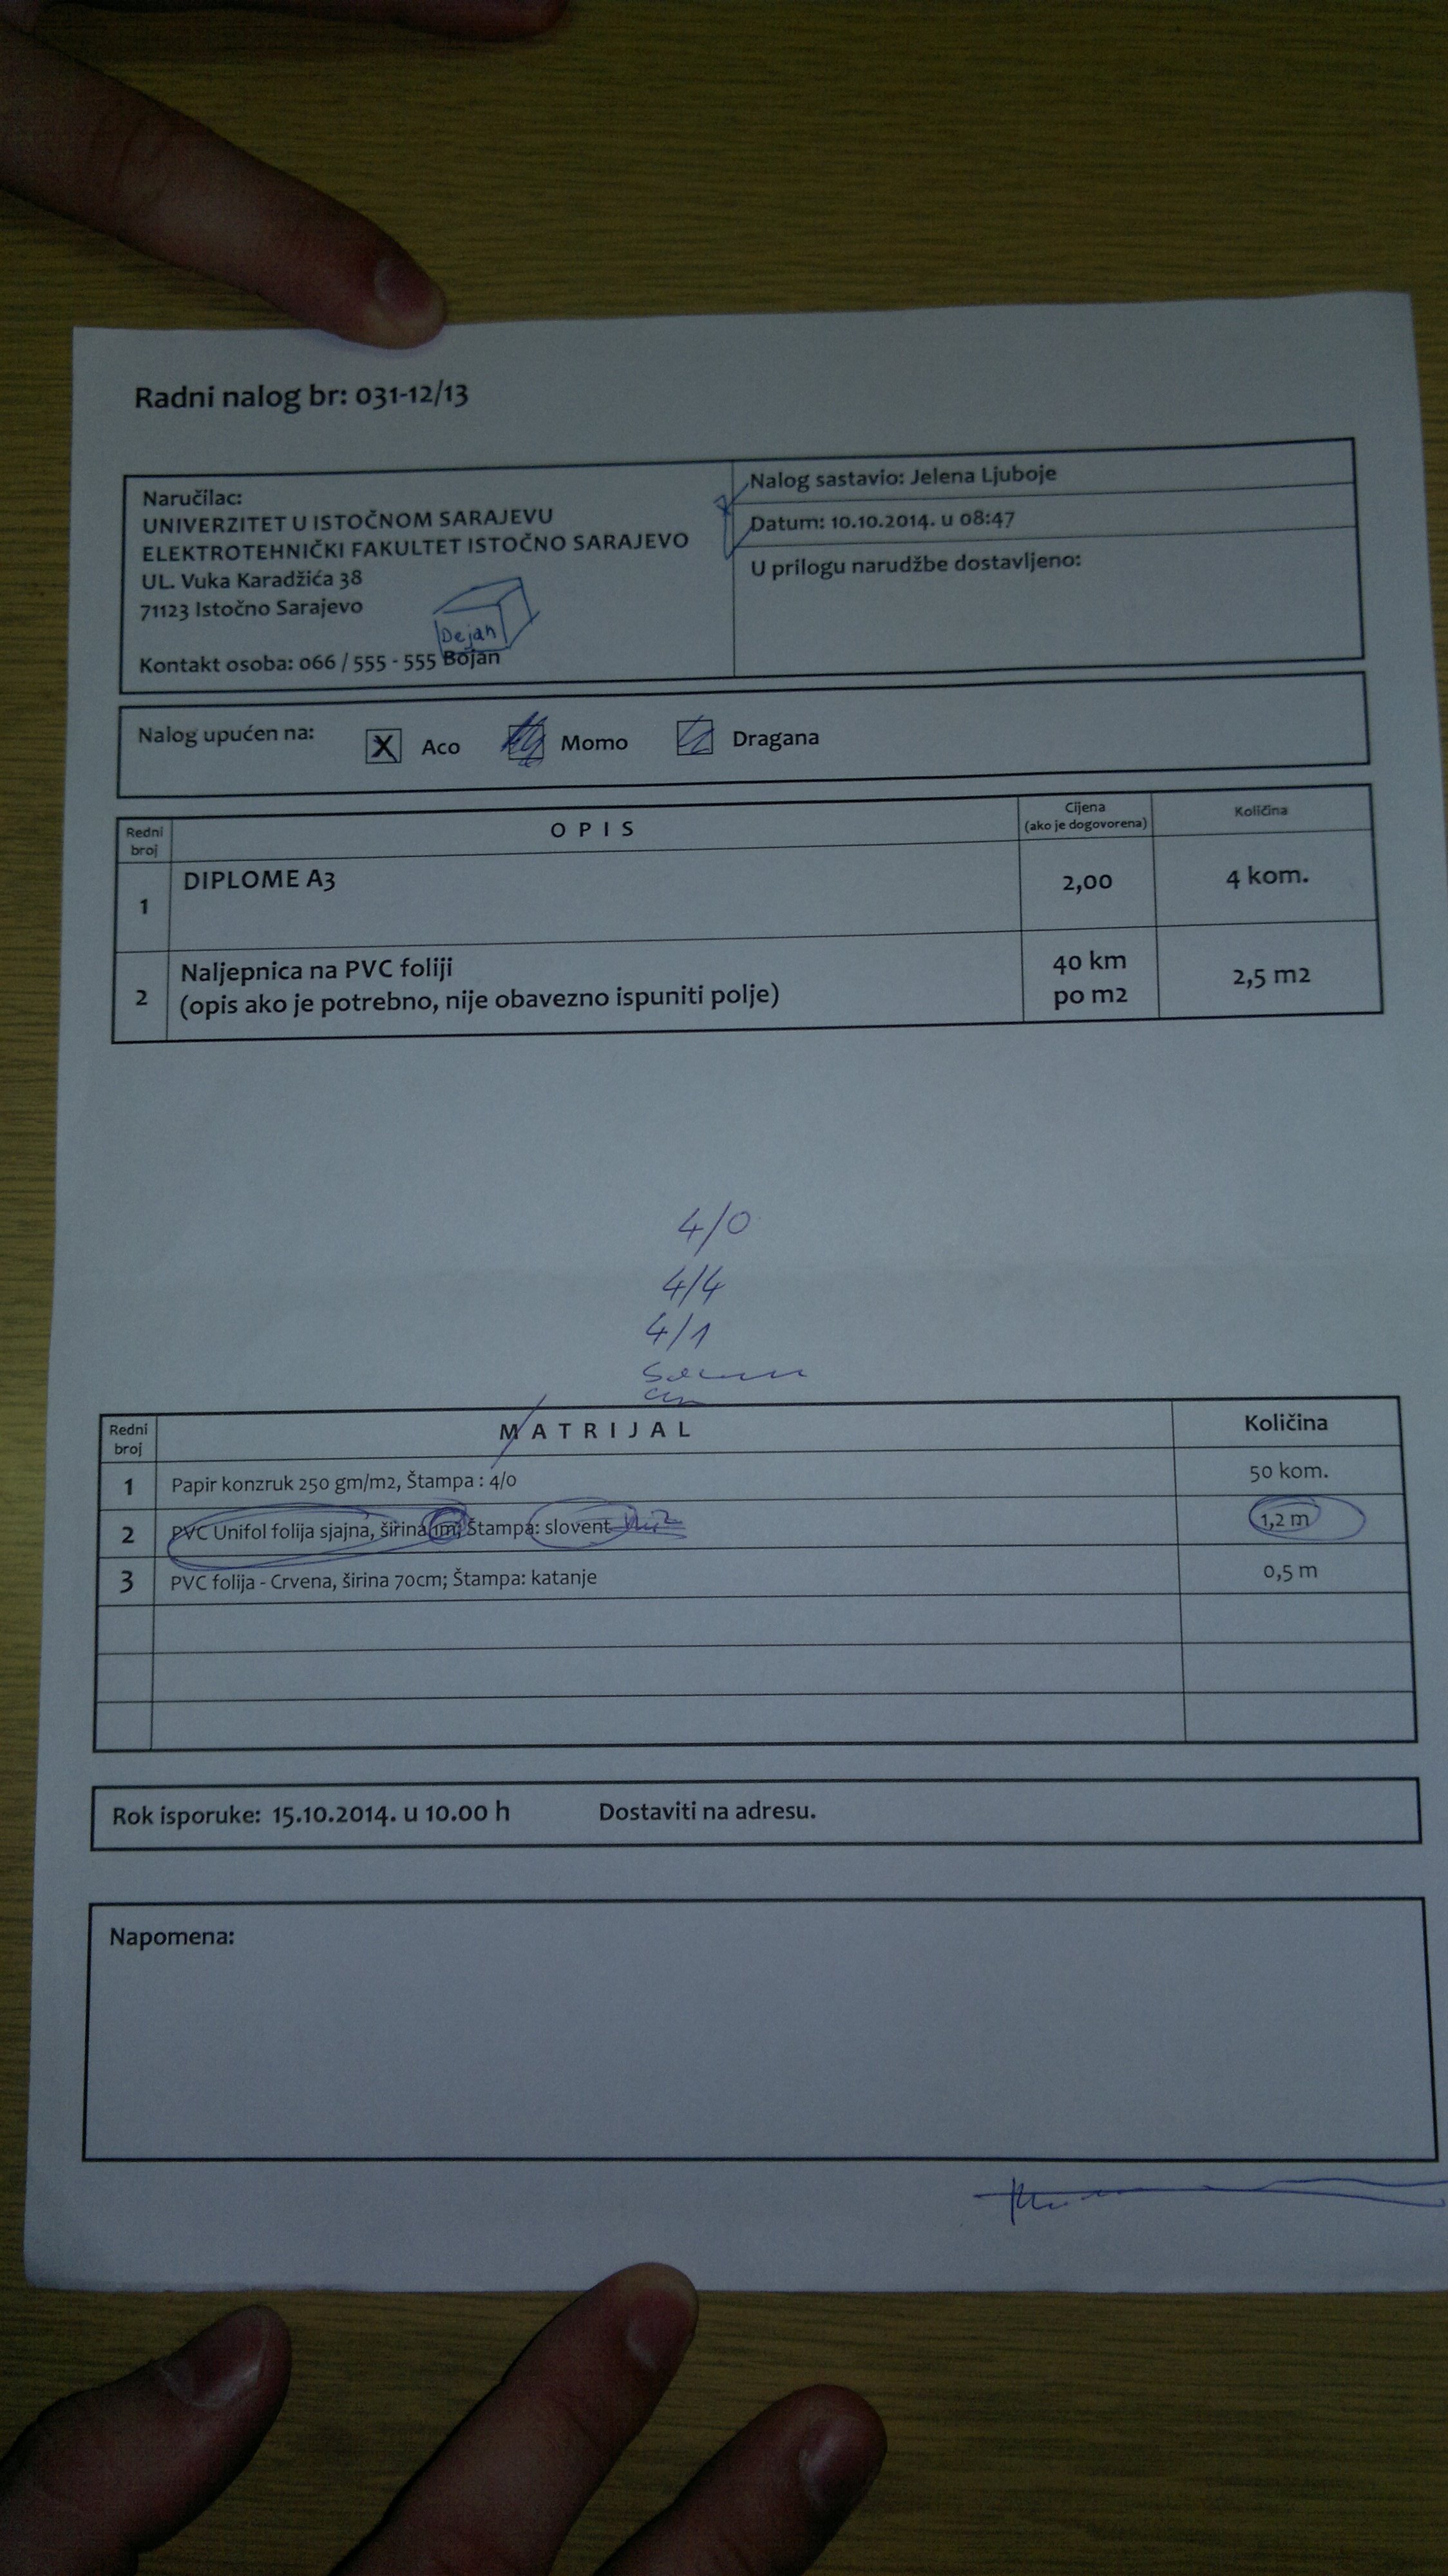 Radni nalog br: 031-12/13
Naručilac:
UNIVERZITET U ISTOČNOM SARAJEVU
ELEKTROTEHNIČKI FAKULTET ISTOČNO SARAJEVO
UL. Vuka Karadžića 38
71123 Istočno Sarajevo
Dejan
Kontakt osoba: 066 / 555 - 555 Bojan
Nalog sastavio: Jelena Ljuboje
Datum: 10.10.2014. u 08:47
U prilogu narudžbe dostavljeno:
Nalog upućen na: X Aco Momo Dragana
Redni broj OPIS Cijena (ako je dogovorena) Količina
1 DIPLOME A3 2,00 4 kom.
2 Naljepnica na PVC foliji 40 km 2,5 m2
(opis ako je potrebno, nije obavezno ispuniti polje) po m2
4/0
4/4
4/1
Redni broj MATRIJAL Količina
1 Papir konzruk 250 gm/m2, Štampa : 4/0 50 kom.
2 PVC Unifol folija sjajna, širina 1m; Štampa: slovent 1,2 m
3 PVC folija - Crvena, širina 70cm; Štampa: katanje 0,5 m
Rok isporuke: 15.10.2014. u 10.00 h Dostaviti na adresu.
Napomena: